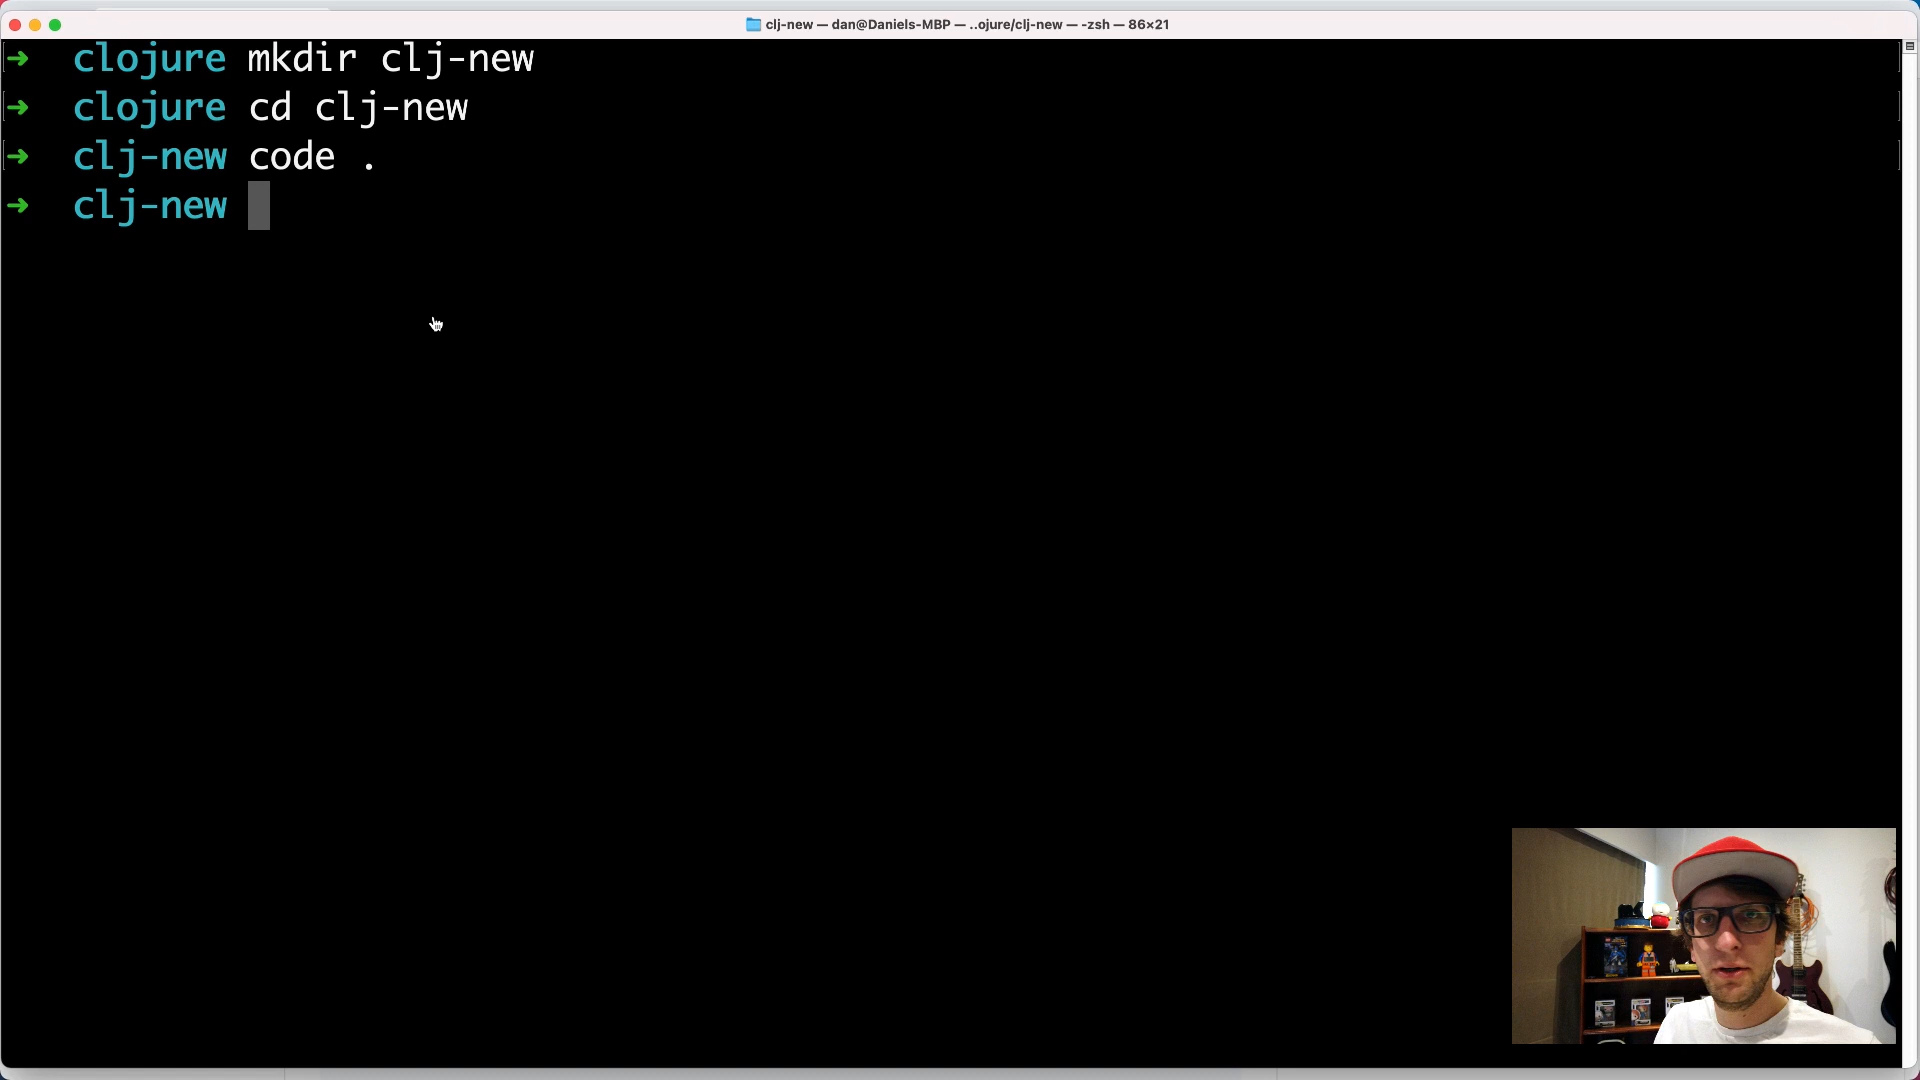 clj-new — dan@Daniels-MBP — ..ojure/clj-new — -zsh — 86×21
➜ clojure mkdir clj-new
➜ clojure cd clj-new
➜ clj-new code .
➜ clj-new